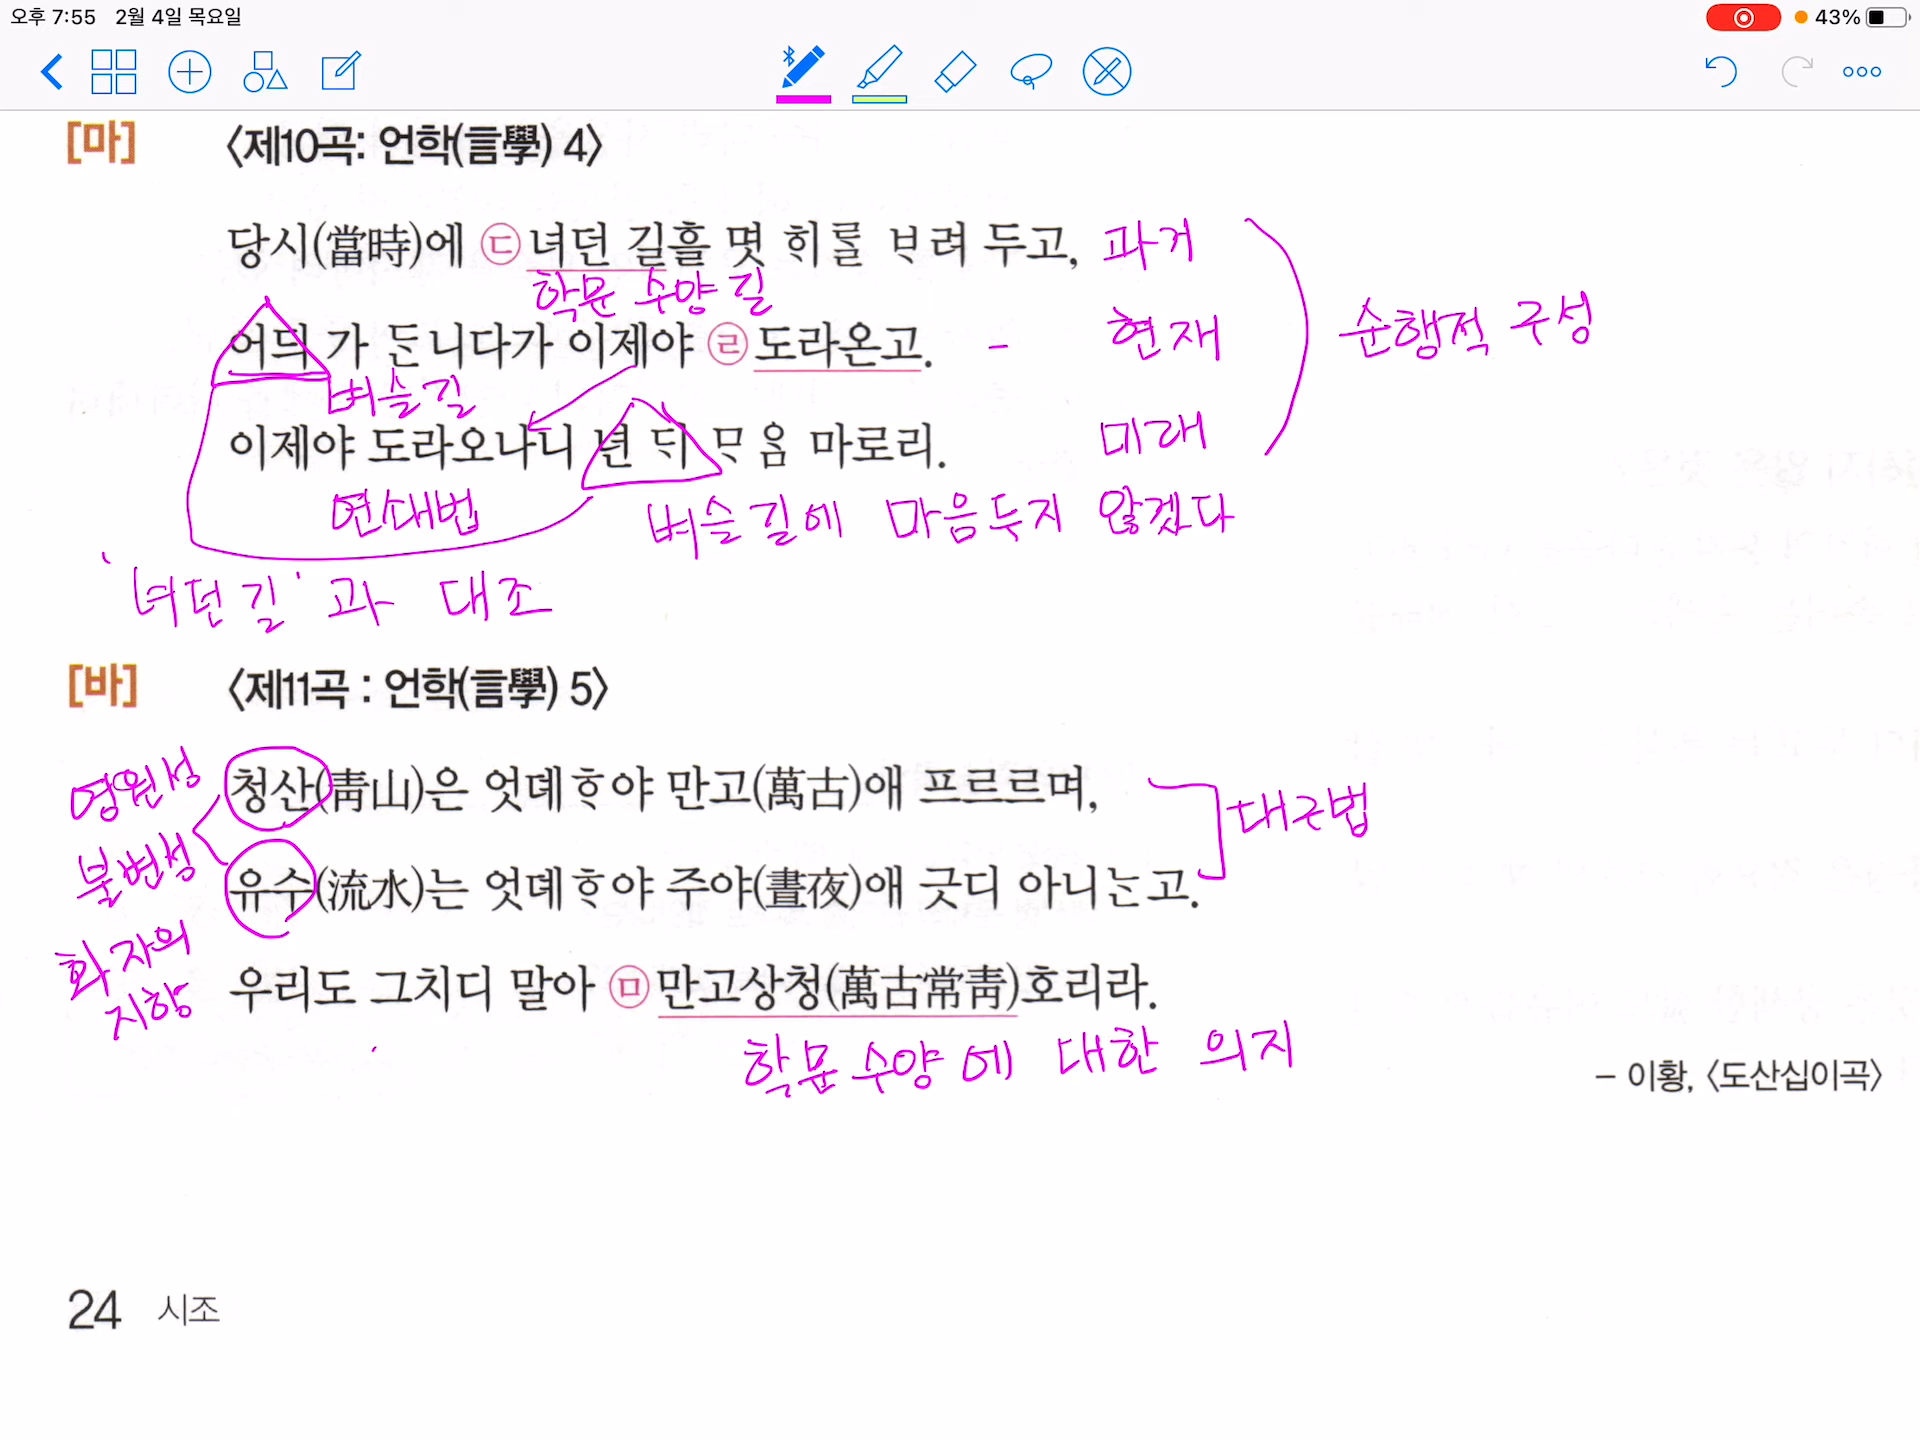 오후 7:55 2월 4일 목요일 43%
[마] 〈제10곡: 언학(言學) 4〉
당시(當時)에 ㉢ 녀던 길흘 몃 ᄒᆡ를 ᄇᆞ려 두고, 과거
학문 수양 길
어듸 가 ᄃᆞᆫ니다가 이제야 ㉣ 도라온고. - 현재 순행적 구성
벼슬길
이제야 도라오나니 년 ᄃᆡ ᄆᆞᄋᆞᆷ 마로리. 미래
연쇄법 벼슬길에 마음두지 않겠다
'녀던길'과 대조
[바] 〈제11곡 : 언학(言學) 5〉
영원성 청산(靑山)은 엇뎨ᄒᆞ야 만고(萬古)애 프르르며, 대구법
불변성 유수(流水)는 엇뎨ᄒᆞ야 주야(晝夜)애 긋디 아니ᄂᆞᆫ고.
화자의 지향 우리도 그치디 말아 ㉤ 만고상청(萬古常靑)호리라.
학문수양에 대한 의지
– 이황, 〈도산십이곡〉
24 시조